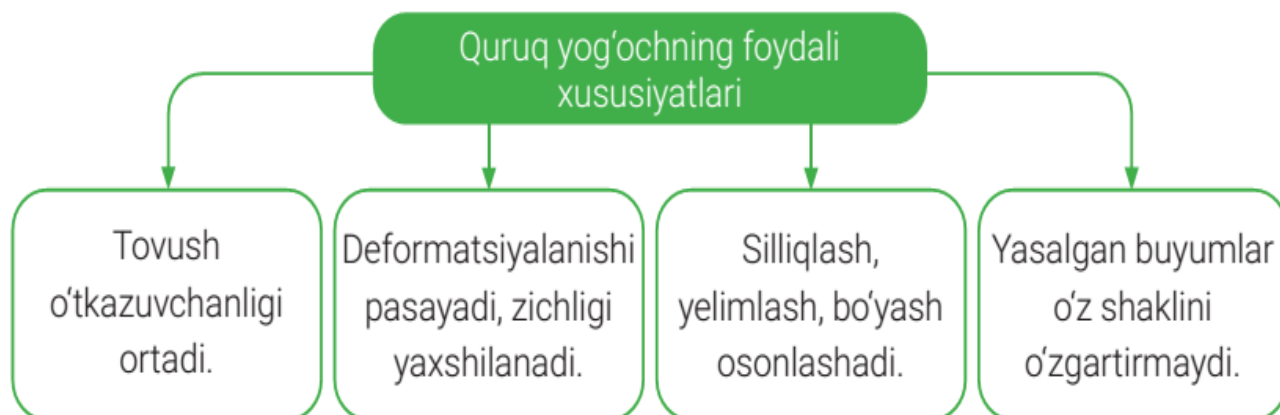 Quruq yog‘ochning foydali
xususiyatlari
Tovush
o‘tkazuvchanligi
ortadi.
Deformatsiyalanishi
pasayadi, zichligi
yaxshilanadi.
Silliqlash,
yelimlash, bo‘yash
osonlashadi.
Yasalgan buyumlar
o‘z shaklini
o‘zgartirmaydi.